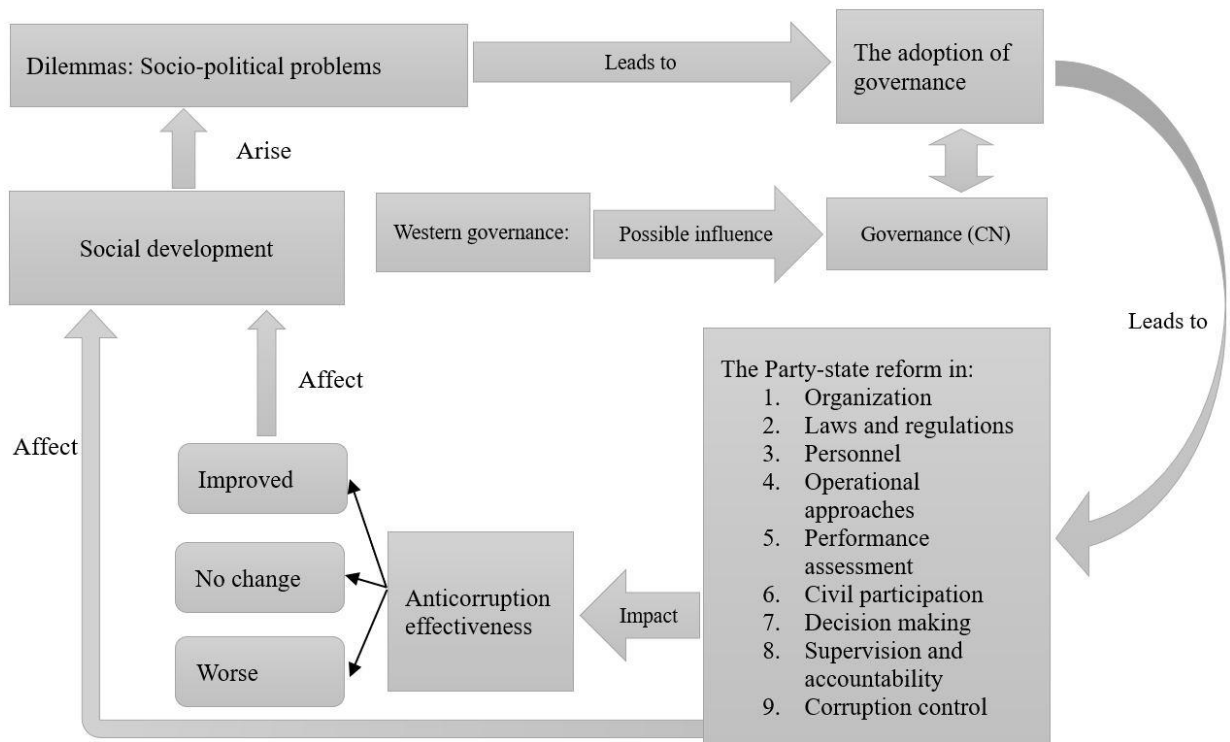 Dilemmas: Socio-political problems
Leads to
The adoption of
governance
Arise
Social development
Western governance:
Possible influence
Governance (CN)
Leads to
The Party-state reform in:
1. Organization
2. Laws and regulations
3. Personnel
4. Operational
approaches
5. Performance
assessment
6. Civil participation
7. Decision making
8. Supervision and
accountability
9. Corruption control
Impact
Anticorruption
effectiveness
Improved
No change
Worse
Affect
Affect